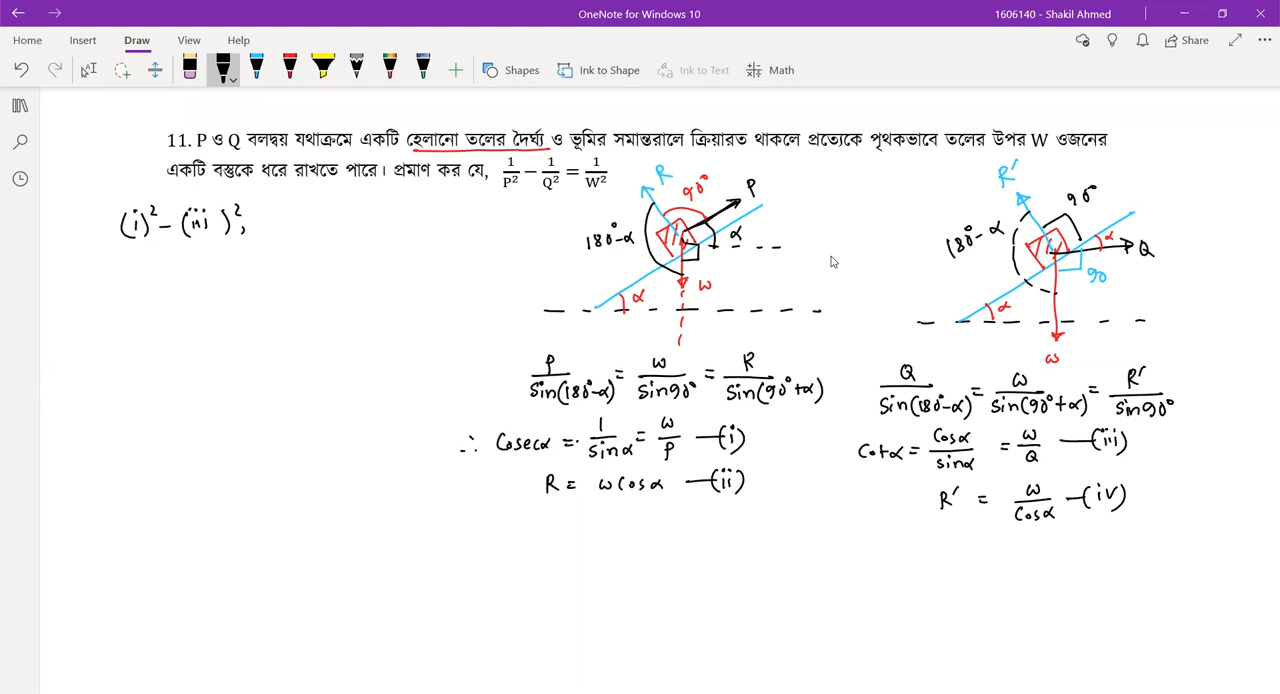 OneNote for Windows 10
1606140 - Shakil Ahmed
Home Insert Draw View Help
Share
Shapes Ink to Shape Ink to Text Math
11. P ও Q বলদ্বয় যথাক্রমে একটি হেলানো তলের দৈর্ঘ্য ও ভূমির সমান্তরালে ক্রিয়ারত থাকলে প্রত্যেকে পৃথকভাবে তলের উপর W ওজনের
একটি বস্তুকে ধরে রাখতে পারে। প্রমাণ কর যে, 1/P² − 1/Q² = 1/W²
(i)² − (iii)²,
R 90° P
180°-α α
W
α
R' 90°
180°-α α Q
90
α
W
P/sin(180°-α) = W/sin90° = R/sin(90°+α)
∴ Cosecα = 1/sinα = W/P —(i)
R = W Cosα —(ii)
Q/sin(180°-α) = W/sin(90°+α) = R'/sin90°
Cotα = Cosα/sinα = W/Q —(iii)
R' = W/Cosα —(iv)